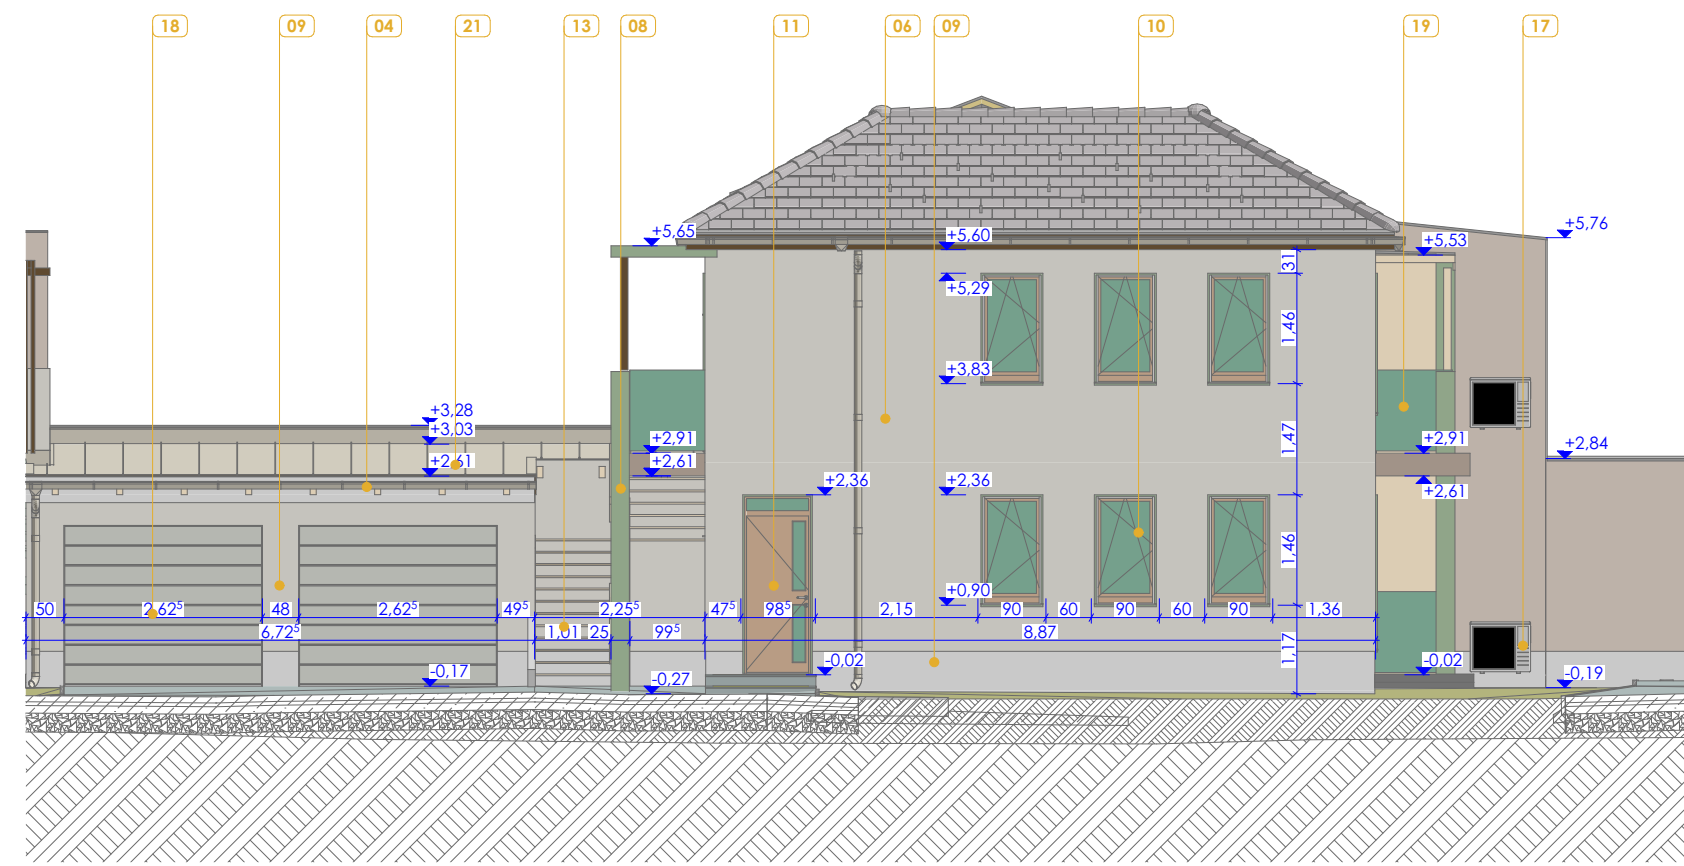 18 09 04 21 13 08 11 06 09 10 19 17
+5,65 +5,60 +5,53 +5,76
31
+5,29
1,46
+3,83
+3,28
+3,03
+2,91 1,47 +2,91 +2,84
+2,61 +2,61 +2,61
+2,36 +2,36
1,46
+0,90
50 2,62⁵ 48 2,62⁵ 49⁵ 2,25⁵ 47⁵ 98⁵ 2,15 90 60 90 60 90 1,36
6,72⁵ 1,01 25 99⁵ 8,87
1,17
-0,17 -0,27 -0,02 -0,02 -0,19